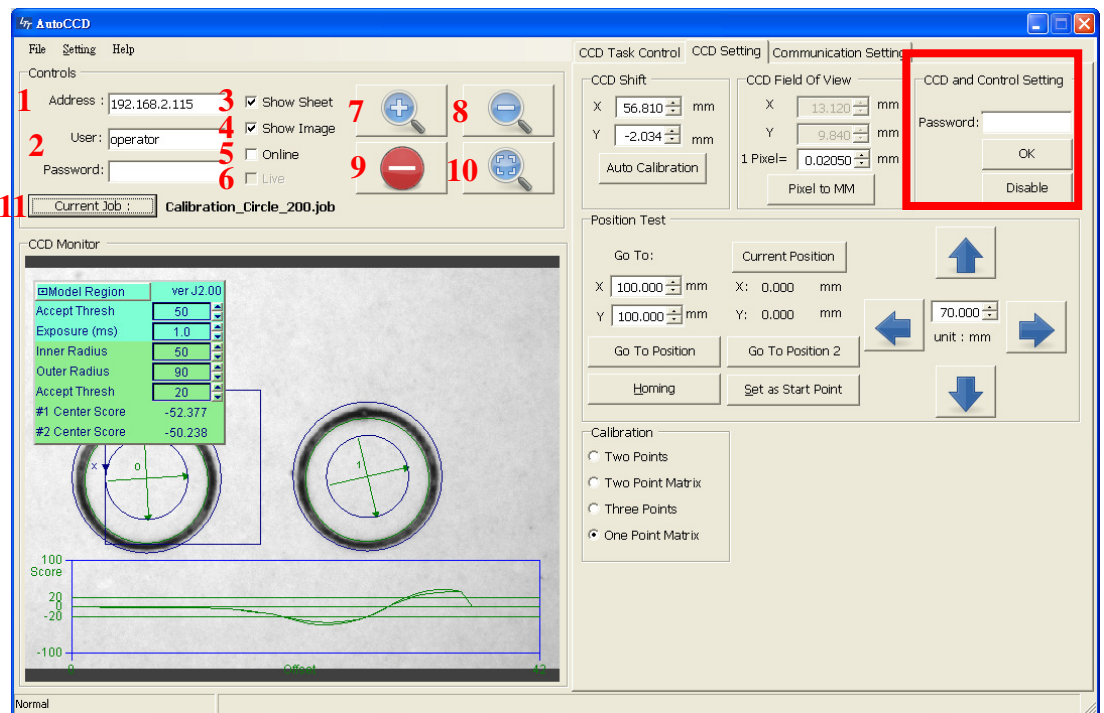 AutoCCD
File Setting Help
Controls
1 Address : 192.168.2.115
2 User: operator
Password:
3 Show Sheet
4 Show Image
5 Online
6 Live
7
8
9
10
11 Current Job : Calibration_Circle_200.job
CCD Monitor
Model Region ver J2.00
Accept Thresh 50
Exposure (ms) 1.0
Inner Radius 50
Outer Radius 90
Accept Thresh 20
#1 Center Score -52.377
#2 Center Score -50.238
x 0
1
100
Score
20
0
-20
-100
0 Offset 42
Normal
CCD Task Control CCD Setting Communication Setting
CCD Shift
X 56.810 mm
Y -2.034 mm
Auto Calibration
CCD Field Of View
X 13.120 mm
Y 9.840 mm
1 Pixel= 0.02050 mm
Pixel to MM
CCD and Control Setting
Password:
OK
Disable
Position Test
Go To: Current Position
X 100.000 mm X: 0.000 mm
Y 100.000 mm Y: 0.000 mm
Go To Position Go To Position 2
Homing Set as Start Point
70.000
unit : mm
Calibration
Two Points
Two Point Matrix
Three Points
One Point Matrix